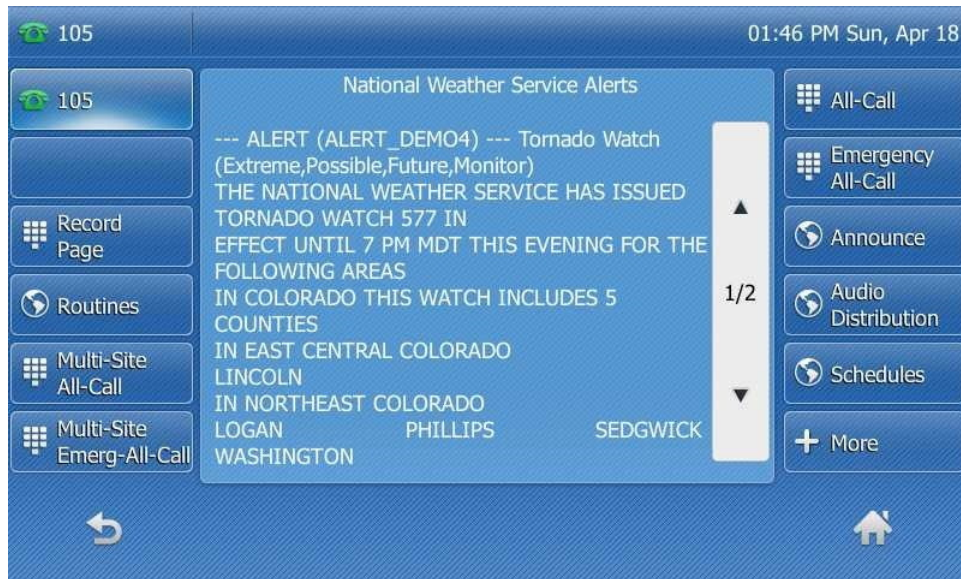 105
01:46 PM Sun, Apr 18
105
Record
Page
Routines
Multi-Site
All-Call
Multi-Site
Emerg-All-Call
National Weather Service Alerts
--- ALERT (ALERT_DEMO4) --- Tornado Watch
(Extreme,Possible,Future,Monitor)
THE NATIONAL WEATHER SERVICE HAS ISSUED
TORNADO WATCH 577 IN
EFFECT UNTIL 7 PM MDT THIS EVENING FOR THE
FOLLOWING AREAS
IN COLORADO THIS WATCH INCLUDES 5
COUNTIES
IN EAST CENTRAL COLORADO
LINCOLN
IN NORTHEAST COLORADO
LOGAN PHILLIPS SEDGWICK
WASHINGTON
1/2
All-Call
Emergency
All-Call
Announce
Audio
Distribution
Schedules
More